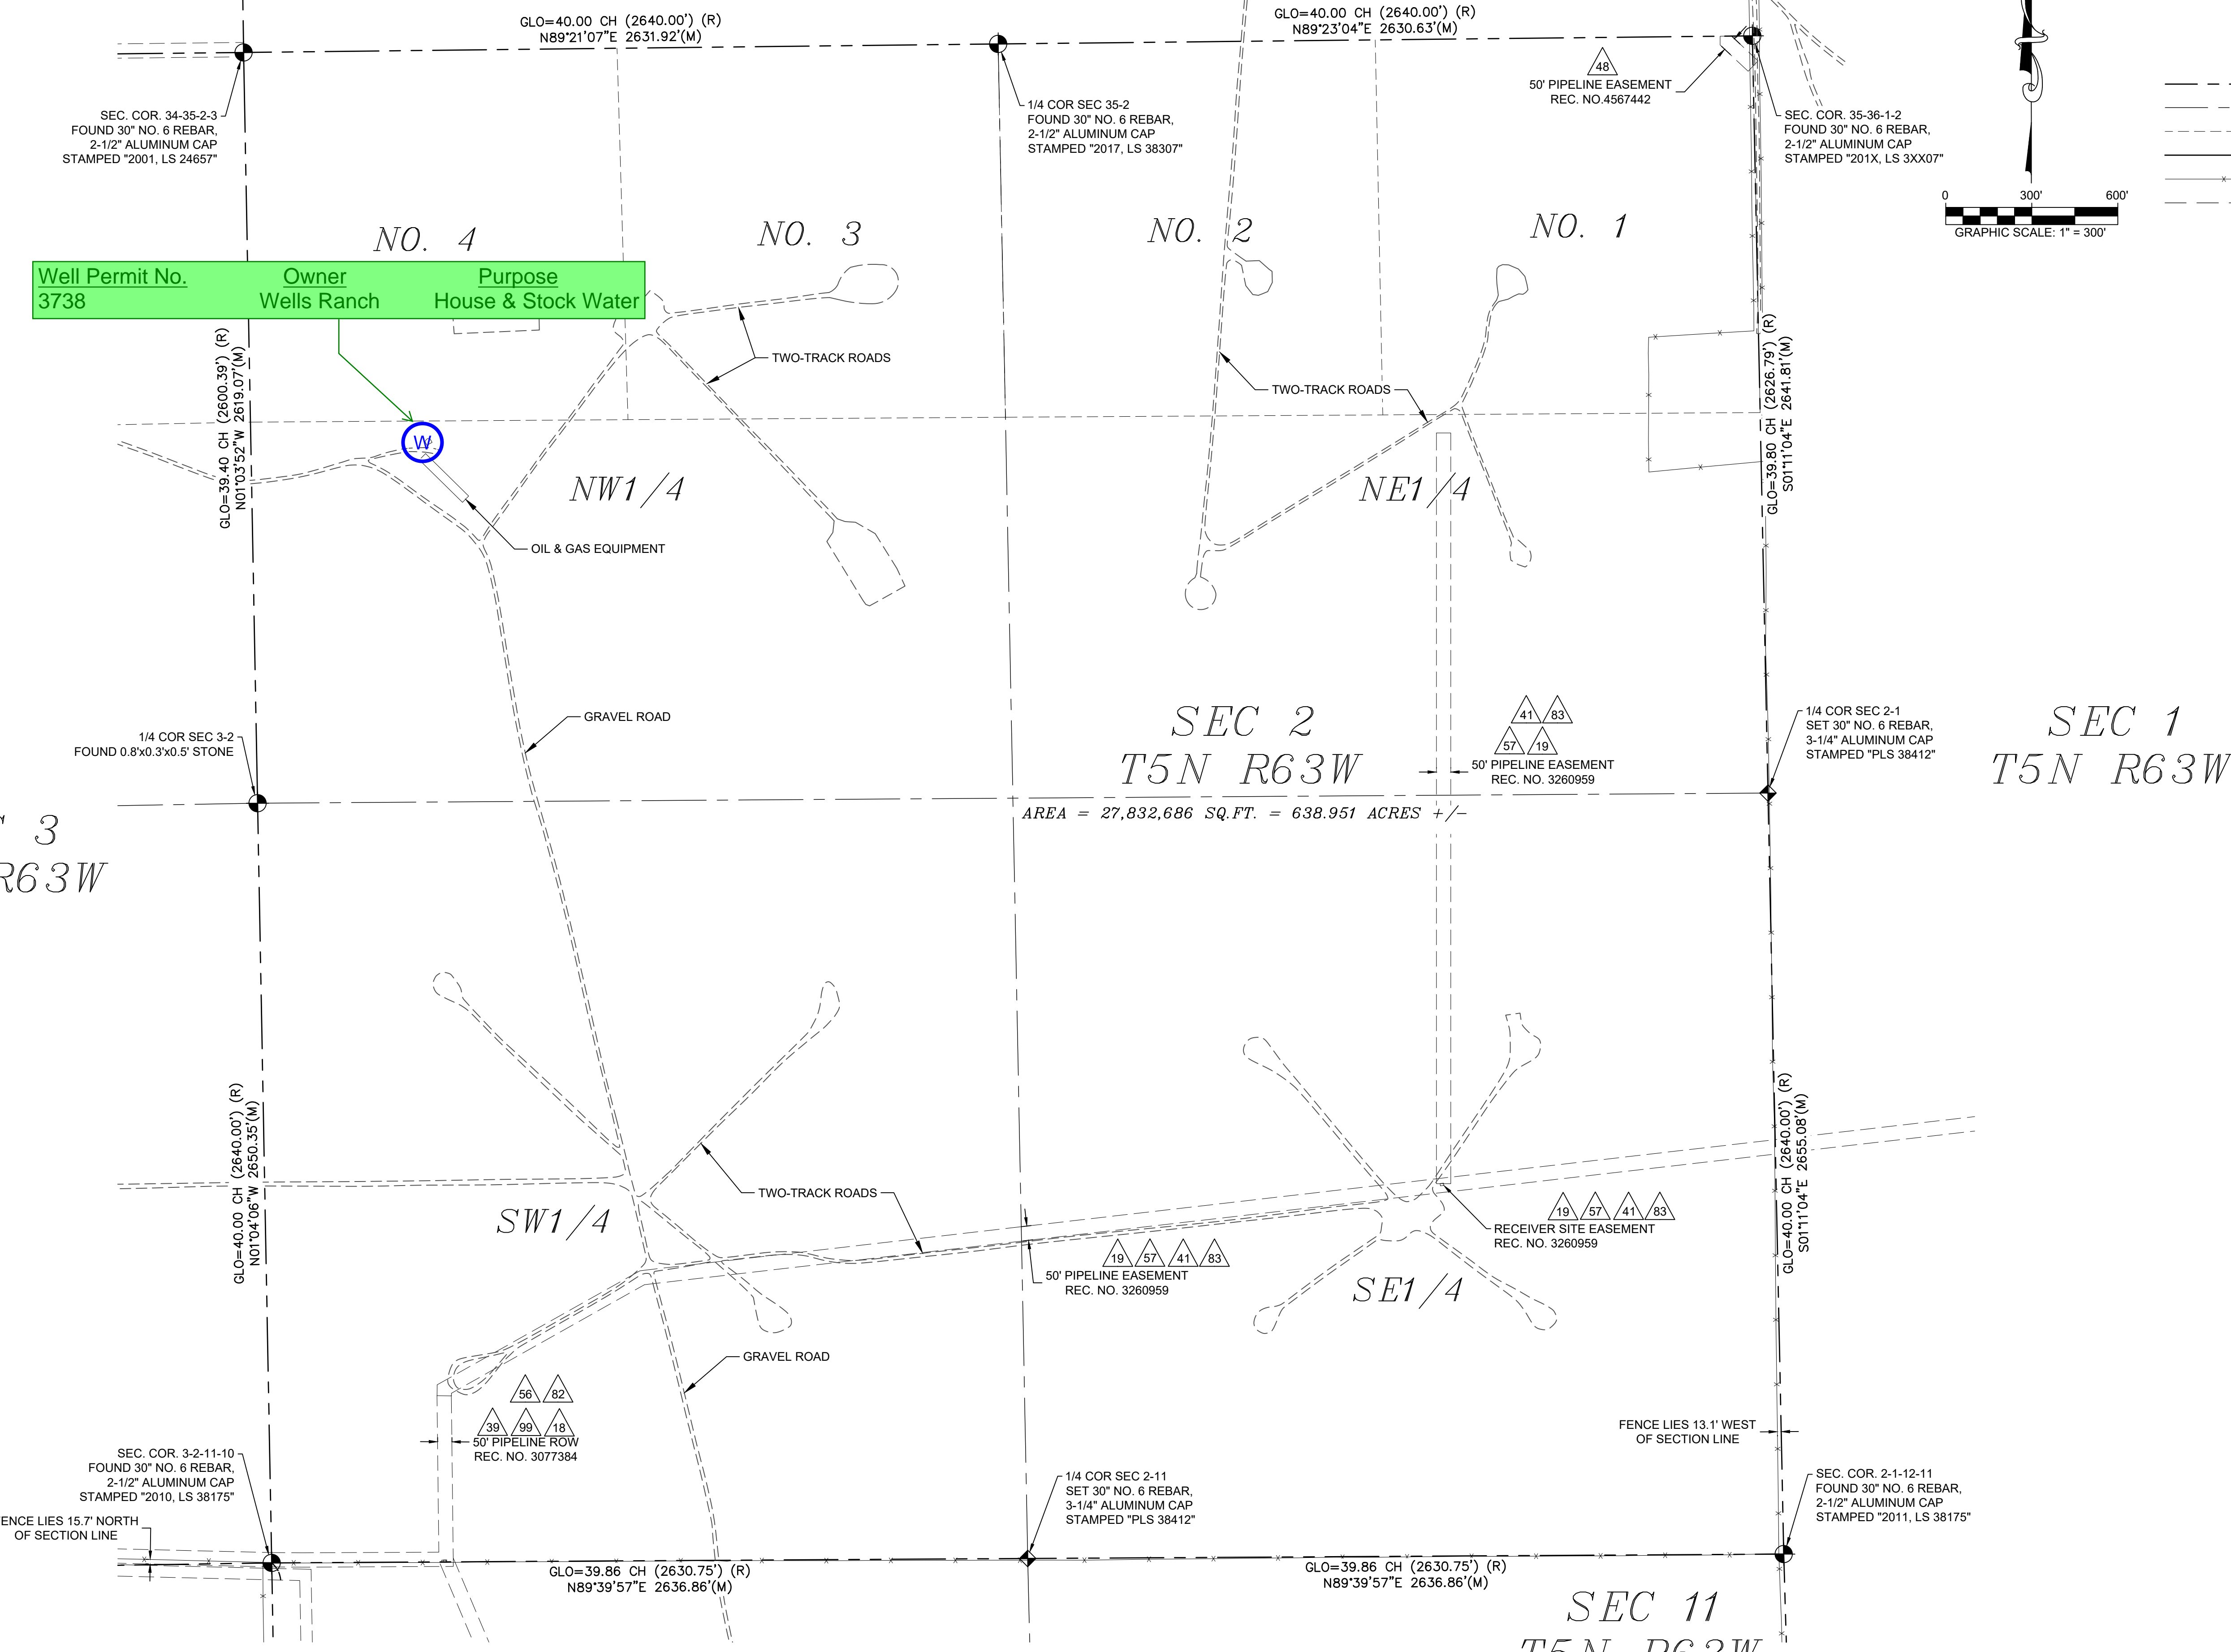 GLO=40.00 CH (2640.00') (R)
N89°21'07"E 2631.92'(M)
GLO=40.00 CH (2640.00') (R)
N89°23'04"E 2630.63'(M)
48
50' PIPELINE EASEMENT
REC. NO.4567442
SEC. COR. 34-35-2-3
FOUND 30" NO. 6 REBAR,
2-1/2" ALUMINUM CAP
STAMPED "2001, LS 24657"
1/4 COR SEC 35-2
FOUND 30" NO. 6 REBAR,
2-1/2" ALUMINUM CAP
STAMPED "2017, LS 38307"
SEC. COR. 35-36-1-2
FOUND 30" NO. 6 REBAR,
2-1/2" ALUMINUM CAP
STAMPED "201X, LS 3XX07"
0 300' 600'
GRAPHIC SCALE: 1" = 300'
NO. 4
NO. 3
NO. 2
NO. 1
Well Permit No. Owner Purpose
3738 Wells Ranch House & Stock Water
GLO=39.40 CH (2600.39') (R)
N01°03'52"W 2619.07'(M)
TWO-TRACK ROADS
TWO-TRACK ROADS
GLO=39.80 CH (2626.79') (R)
S01°11'04"E 2641.81'(M)
W
NW1/4
NE1/4
OIL & GAS EQUIPMENT
GRAVEL ROAD
1/4 COR SEC 3-2
FOUND 0.8'x0.3'x0.5' STONE
SEC 2
T5N R63W
AREA = 27,832,686 SQ.FT. = 638.951 ACRES +/-
41 83
57 19
50' PIPELINE EASEMENT
REC. NO. 3260959
1/4 COR SEC 2-1
SET 30" NO. 6 REBAR,
3-1/4" ALUMINUM CAP
STAMPED "PLS 38412"
SEC 1
T5N R63W
3
R63W
GLO=40.00 CH (2640.00') (R)
N01°04'06"W 2650.35'(M)
TWO-TRACK ROADS
SW1/4
19 57 41 83
50' PIPELINE EASEMENT
REC. NO. 3260959
19 57 41 83
RECEIVER SITE EASEMENT
REC. NO. 3260959
SE1/4
GLO=40.00 CH (2640.00') (R)
S01°11'04"E 2655.08'(M)
GRAVEL ROAD
56 82
39 99 18
50' PIPELINE ROW
REC. NO. 3077384
FENCE LIES 13.1' WEST
OF SECTION LINE
SEC. COR. 3-2-11-10
FOUND 30" NO. 6 REBAR,
2-1/2" ALUMINUM CAP
STAMPED "2010, LS 38175"
ENCE LIES 15.7' NORTH
OF SECTION LINE
1/4 COR SEC 2-11
SET 30" NO. 6 REBAR,
3-1/4" ALUMINUM CAP
STAMPED "PLS 38412"
SEC. COR. 2-1-12-11
FOUND 30" NO. 6 REBAR,
2-1/2" ALUMINUM CAP
STAMPED "2011, LS 38175"
GLO=39.86 CH (2630.75') (R)
N89°39'57"E 2636.86'(M)
GLO=39.86 CH (2630.75') (R)
N89°39'57"E 2636.86'(M)
SEC 11
T5N R63W